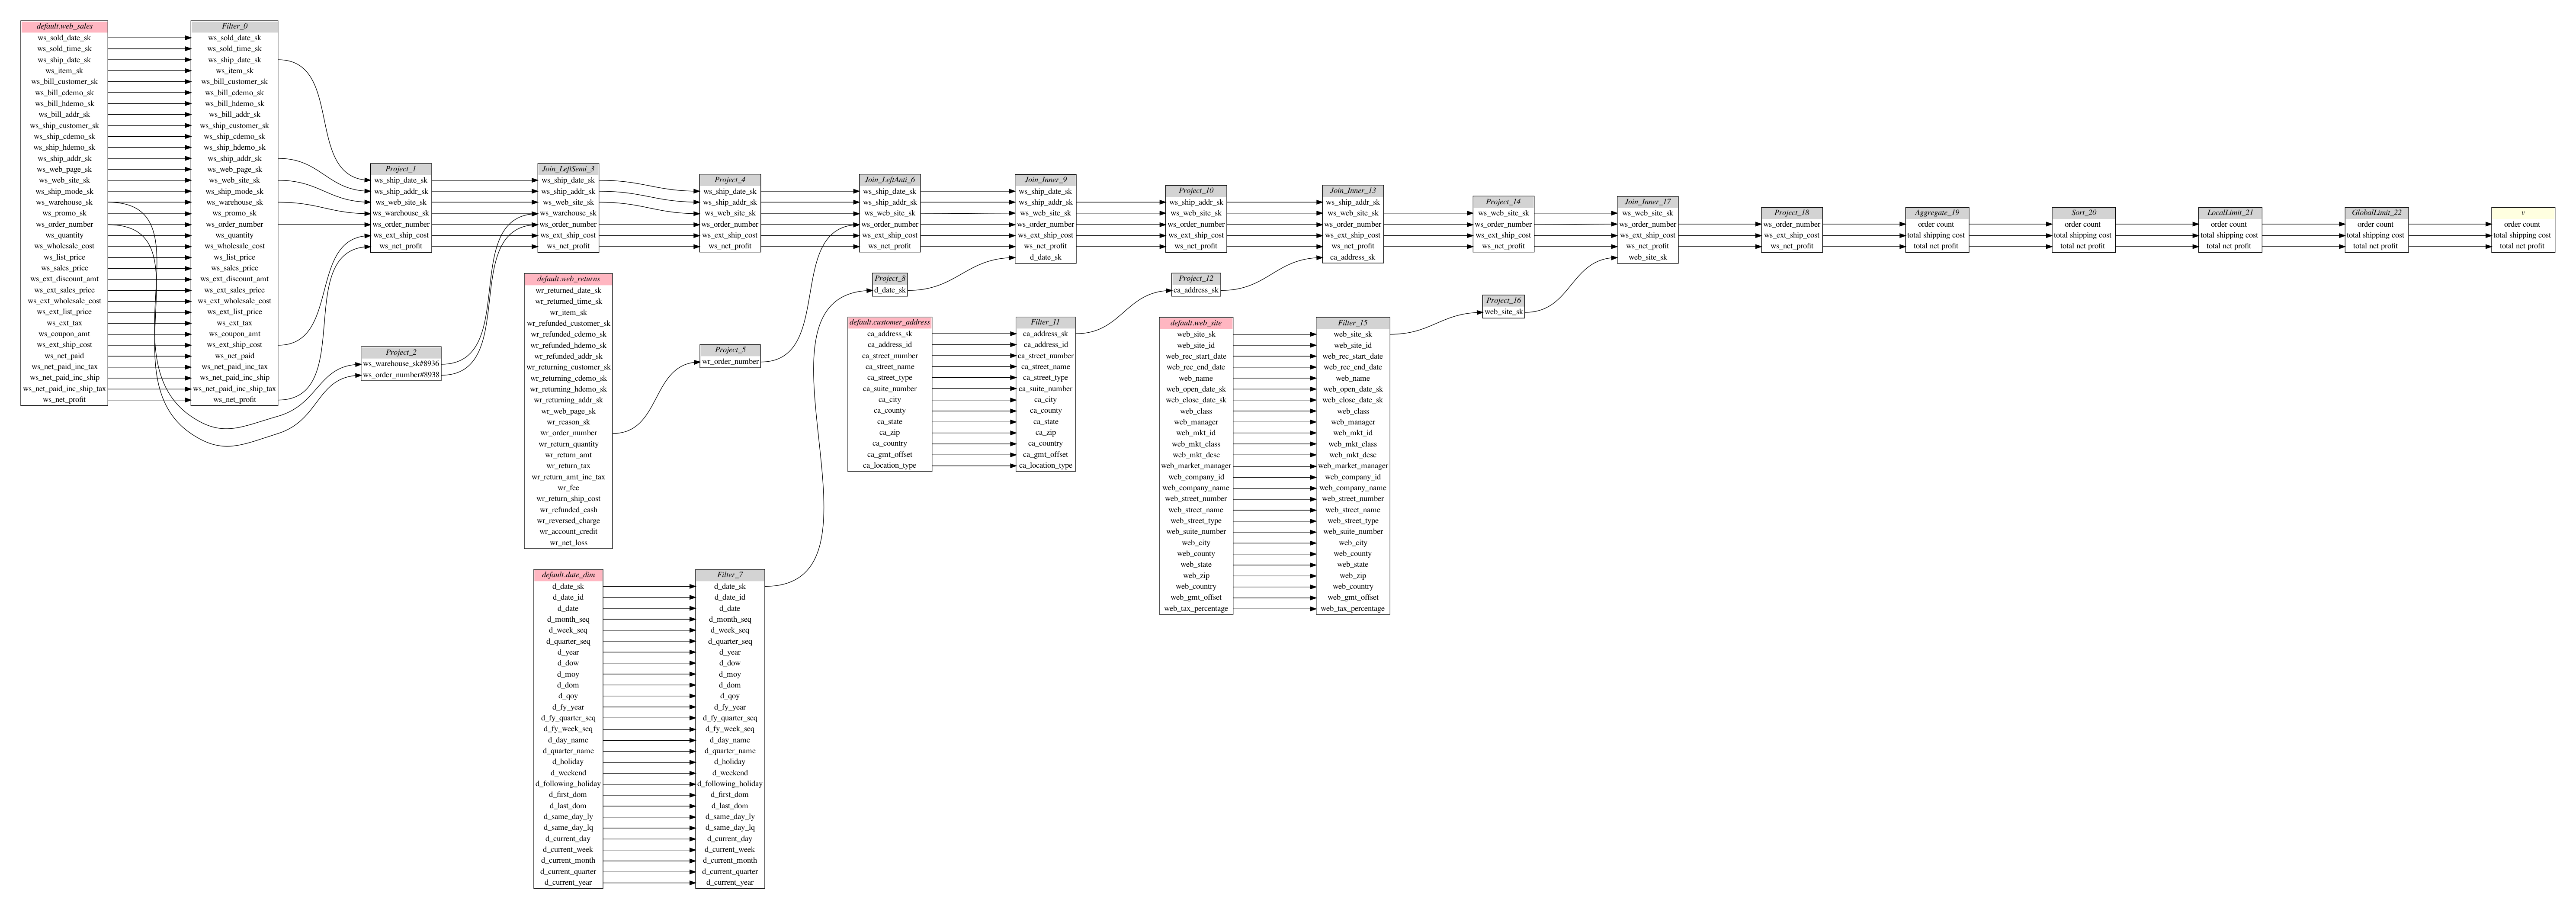 default.web_sales
ws_sold_date_sk
ws_sold_time_sk
ws_ship_date_sk
ws_item_sk
ws_bill_customer_sk
ws_bill_cdemo_sk
ws_bill_hdemo_sk
ws_bill_addr_sk
ws_ship_customer_sk
ws_ship_cdemo_sk
ws_ship_hdemo_sk
ws_ship_addr_sk
ws_web_page_sk
ws_web_site_sk
ws_ship_mode_sk
ws_warehouse_sk
ws_promo_sk
ws_order_number
ws_quantity
ws_wholesale_cost
ws_list_price
ws_sales_price
ws_ext_discount_amt
ws_ext_sales_price
ws_ext_wholesale_cost
ws_ext_list_price
ws_ext_tax
ws_coupon_amt
ws_ext_ship_cost
ws_net_paid
ws_net_paid_inc_tax
ws_net_paid_inc_ship
ws_net_paid_inc_ship_tax
ws_net_profit
Filter_0
ws_sold_date_sk
ws_sold_time_sk
ws_ship_date_sk
ws_item_sk
ws_bill_customer_sk
ws_bill_cdemo_sk
ws_bill_hdemo_sk
ws_bill_addr_sk
ws_ship_customer_sk
ws_ship_cdemo_sk
ws_ship_hdemo_sk
ws_ship_addr_sk
ws_web_page_sk
ws_web_site_sk
ws_ship_mode_sk
ws_warehouse_sk
ws_promo_sk
ws_order_number
ws_quantity
ws_wholesale_cost
ws_list_price
ws_sales_price
ws_ext_discount_amt
ws_ext_sales_price
ws_ext_wholesale_cost
ws_ext_list_price
ws_ext_tax
ws_coupon_amt
ws_ext_ship_cost
ws_net_paid
ws_net_paid_inc_tax
ws_net_paid_inc_ship
ws_net_paid_inc_ship_tax
ws_net_profit
Project_1
ws_ship_date_sk
ws_ship_addr_sk
ws_web_site_sk
ws_warehouse_sk
ws_order_number
ws_ext_ship_cost
ws_net_profit
Project_2
ws_warehouse_sk#8936
ws_order_number#8938
Join_LeftSemi_3
ws_ship_date_sk
ws_ship_addr_sk
ws_web_site_sk
ws_warehouse_sk
ws_order_number
ws_ext_ship_cost
ws_net_profit
default.web_returns
wr_returned_date_sk
wr_returned_time_sk
wr_item_sk
wr_refunded_customer_sk
wr_refunded_cdemo_sk
wr_refunded_hdemo_sk
wr_refunded_addr_sk
wr_returning_customer_sk
wr_returning_cdemo_sk
wr_returning_hdemo_sk
wr_returning_addr_sk
wr_web_page_sk
wr_reason_sk
wr_order_number
wr_return_quantity
wr_return_amt
wr_return_tax
wr_return_amt_inc_tax
wr_fee
wr_return_ship_cost
wr_refunded_cash
wr_reversed_charge
wr_account_credit
wr_net_loss
default.date_dim
d_date_sk
d_date_id
d_date
d_month_seq
d_week_seq
d_quarter_seq
d_year
d_dow
d_moy
d_dom
d_qoy
d_fy_year
d_fy_quarter_seq
d_fy_week_seq
d_day_name
d_quarter_name
d_holiday
d_weekend
d_following_holiday
d_first_dom
d_last_dom
d_same_day_ly
d_same_day_lq
d_current_day
d_current_week
d_current_month
d_current_quarter
d_current_year
Project_4
ws_ship_date_sk
ws_ship_addr_sk
ws_web_site_sk
ws_order_number
ws_ext_ship_cost
ws_net_profit
Project_5
wr_order_number
Filter_7
d_date_sk
d_date_id
d_date
d_month_seq
d_week_seq
d_quarter_seq
d_year
d_dow
d_moy
d_dom
d_qoy
d_fy_year
d_fy_quarter_seq
d_fy_week_seq
d_day_name
d_quarter_name
d_holiday
d_weekend
d_following_holiday
d_first_dom
d_last_dom
d_same_day_ly
d_same_day_lq
d_current_day
d_current_week
d_current_month
d_current_quarter
d_current_year
Join_LeftAnti_6
ws_ship_date_sk
ws_ship_addr_sk
ws_web_site_sk
ws_order_number
ws_ext_ship_cost
ws_net_profit
Project_8
d_date_sk
default.customer_address
ca_address_sk
ca_address_id
ca_street_number
ca_street_name
ca_street_type
ca_suite_number
ca_city
ca_county
ca_state
ca_zip
ca_country
ca_gmt_offset
ca_location_type
Join_Inner_9
ws_ship_date_sk
ws_ship_addr_sk
ws_web_site_sk
ws_order_number
ws_ext_ship_cost
ws_net_profit
d_date_sk
Filter_11
ca_address_sk
ca_address_id
ca_street_number
ca_street_name
ca_street_type
ca_suite_number
ca_city
ca_county
ca_state
ca_zip
ca_country
ca_gmt_offset
ca_location_type
Project_10
ws_ship_addr_sk
ws_web_site_sk
ws_order_number
ws_ext_ship_cost
ws_net_profit
Project_12
ca_address_sk
default.web_site
web_site_sk
web_site_id
web_rec_start_date
web_rec_end_date
web_name
web_open_date_sk
web_close_date_sk
web_class
web_manager
web_mkt_id
web_mkt_class
web_mkt_desc
web_market_manager
web_company_id
web_company_name
web_street_number
web_street_name
web_street_type
web_suite_number
web_city
web_county
web_state
web_zip
web_country
web_gmt_offset
web_tax_percentage
Join_Inner_13
ws_ship_addr_sk
ws_web_site_sk
ws_order_number
ws_ext_ship_cost
ws_net_profit
ca_address_sk
Filter_15
web_site_sk
web_site_id
web_rec_start_date
web_rec_end_date
web_name
web_open_date_sk
web_close_date_sk
web_class
web_manager
web_mkt_id
web_mkt_class
web_mkt_desc
web_market_manager
web_company_id
web_company_name
web_street_number
web_street_name
web_street_type
web_suite_number
web_city
web_county
web_state
web_zip
web_country
web_gmt_offset
web_tax_percentage
Project_14
ws_web_site_sk
ws_order_number
ws_ext_ship_cost
ws_net_profit
Project_16
web_site_sk
Join_Inner_17
ws_web_site_sk
ws_order_number
ws_ext_ship_cost
ws_net_profit
web_site_sk
Project_18
ws_order_number
ws_ext_ship_cost
ws_net_profit
Aggregate_19
order count
total shipping cost
total net profit
Sort_20
order count
total shipping cost
total net profit
LocalLimit_21
order count
total shipping cost
total net profit
GlobalLimit_22
order count
total shipping cost
total net profit
v
order count
total shipping cost
total net profit